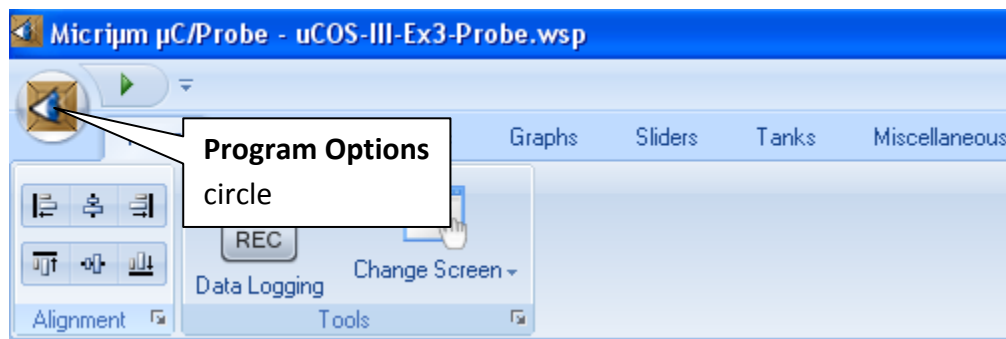 Micriµm µC/Probe - uCOS-III-Ex3-Probe.wsp
Graphs Sliders Tanks Miscellaneous
Program Options
circle
REC
Data Logging
Change Screen
Alignment
Tools